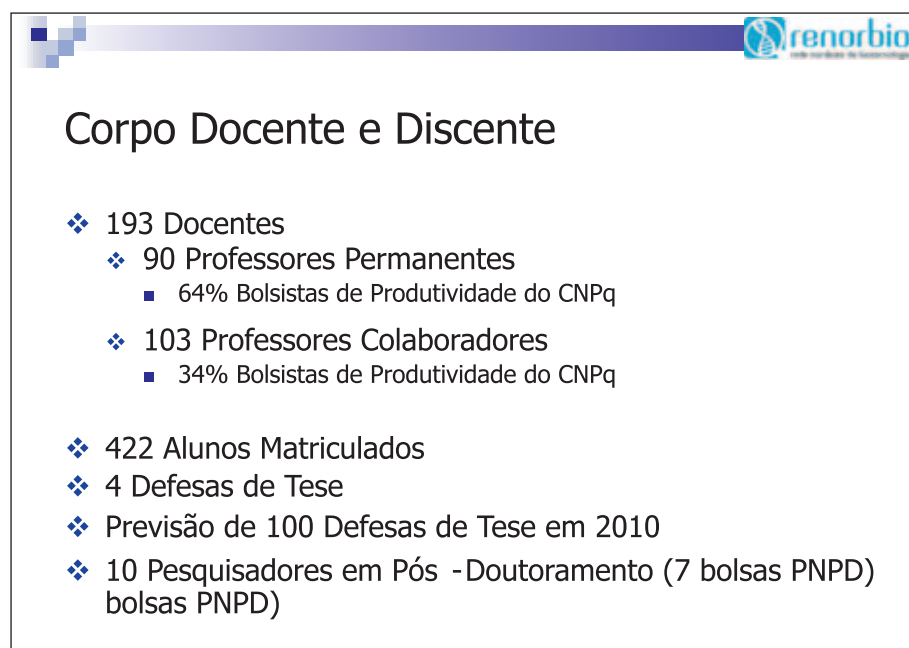 renorbio
Corpo Docente e Discente
193 Docentes
90 Professores Permanentes
64% Bolsistas de Produtividade do CNPq
103 Professores Colaboradores
34% Bolsistas de Produtividade do CNPq
422 Alunos Matriculados
4 Defesas de Tese
Previsão de 100 Defesas de Tese em 2010
10 Pesquisadores em Pós -Doutoramento (7 bolsas PNPD)
bolsas PNPD)